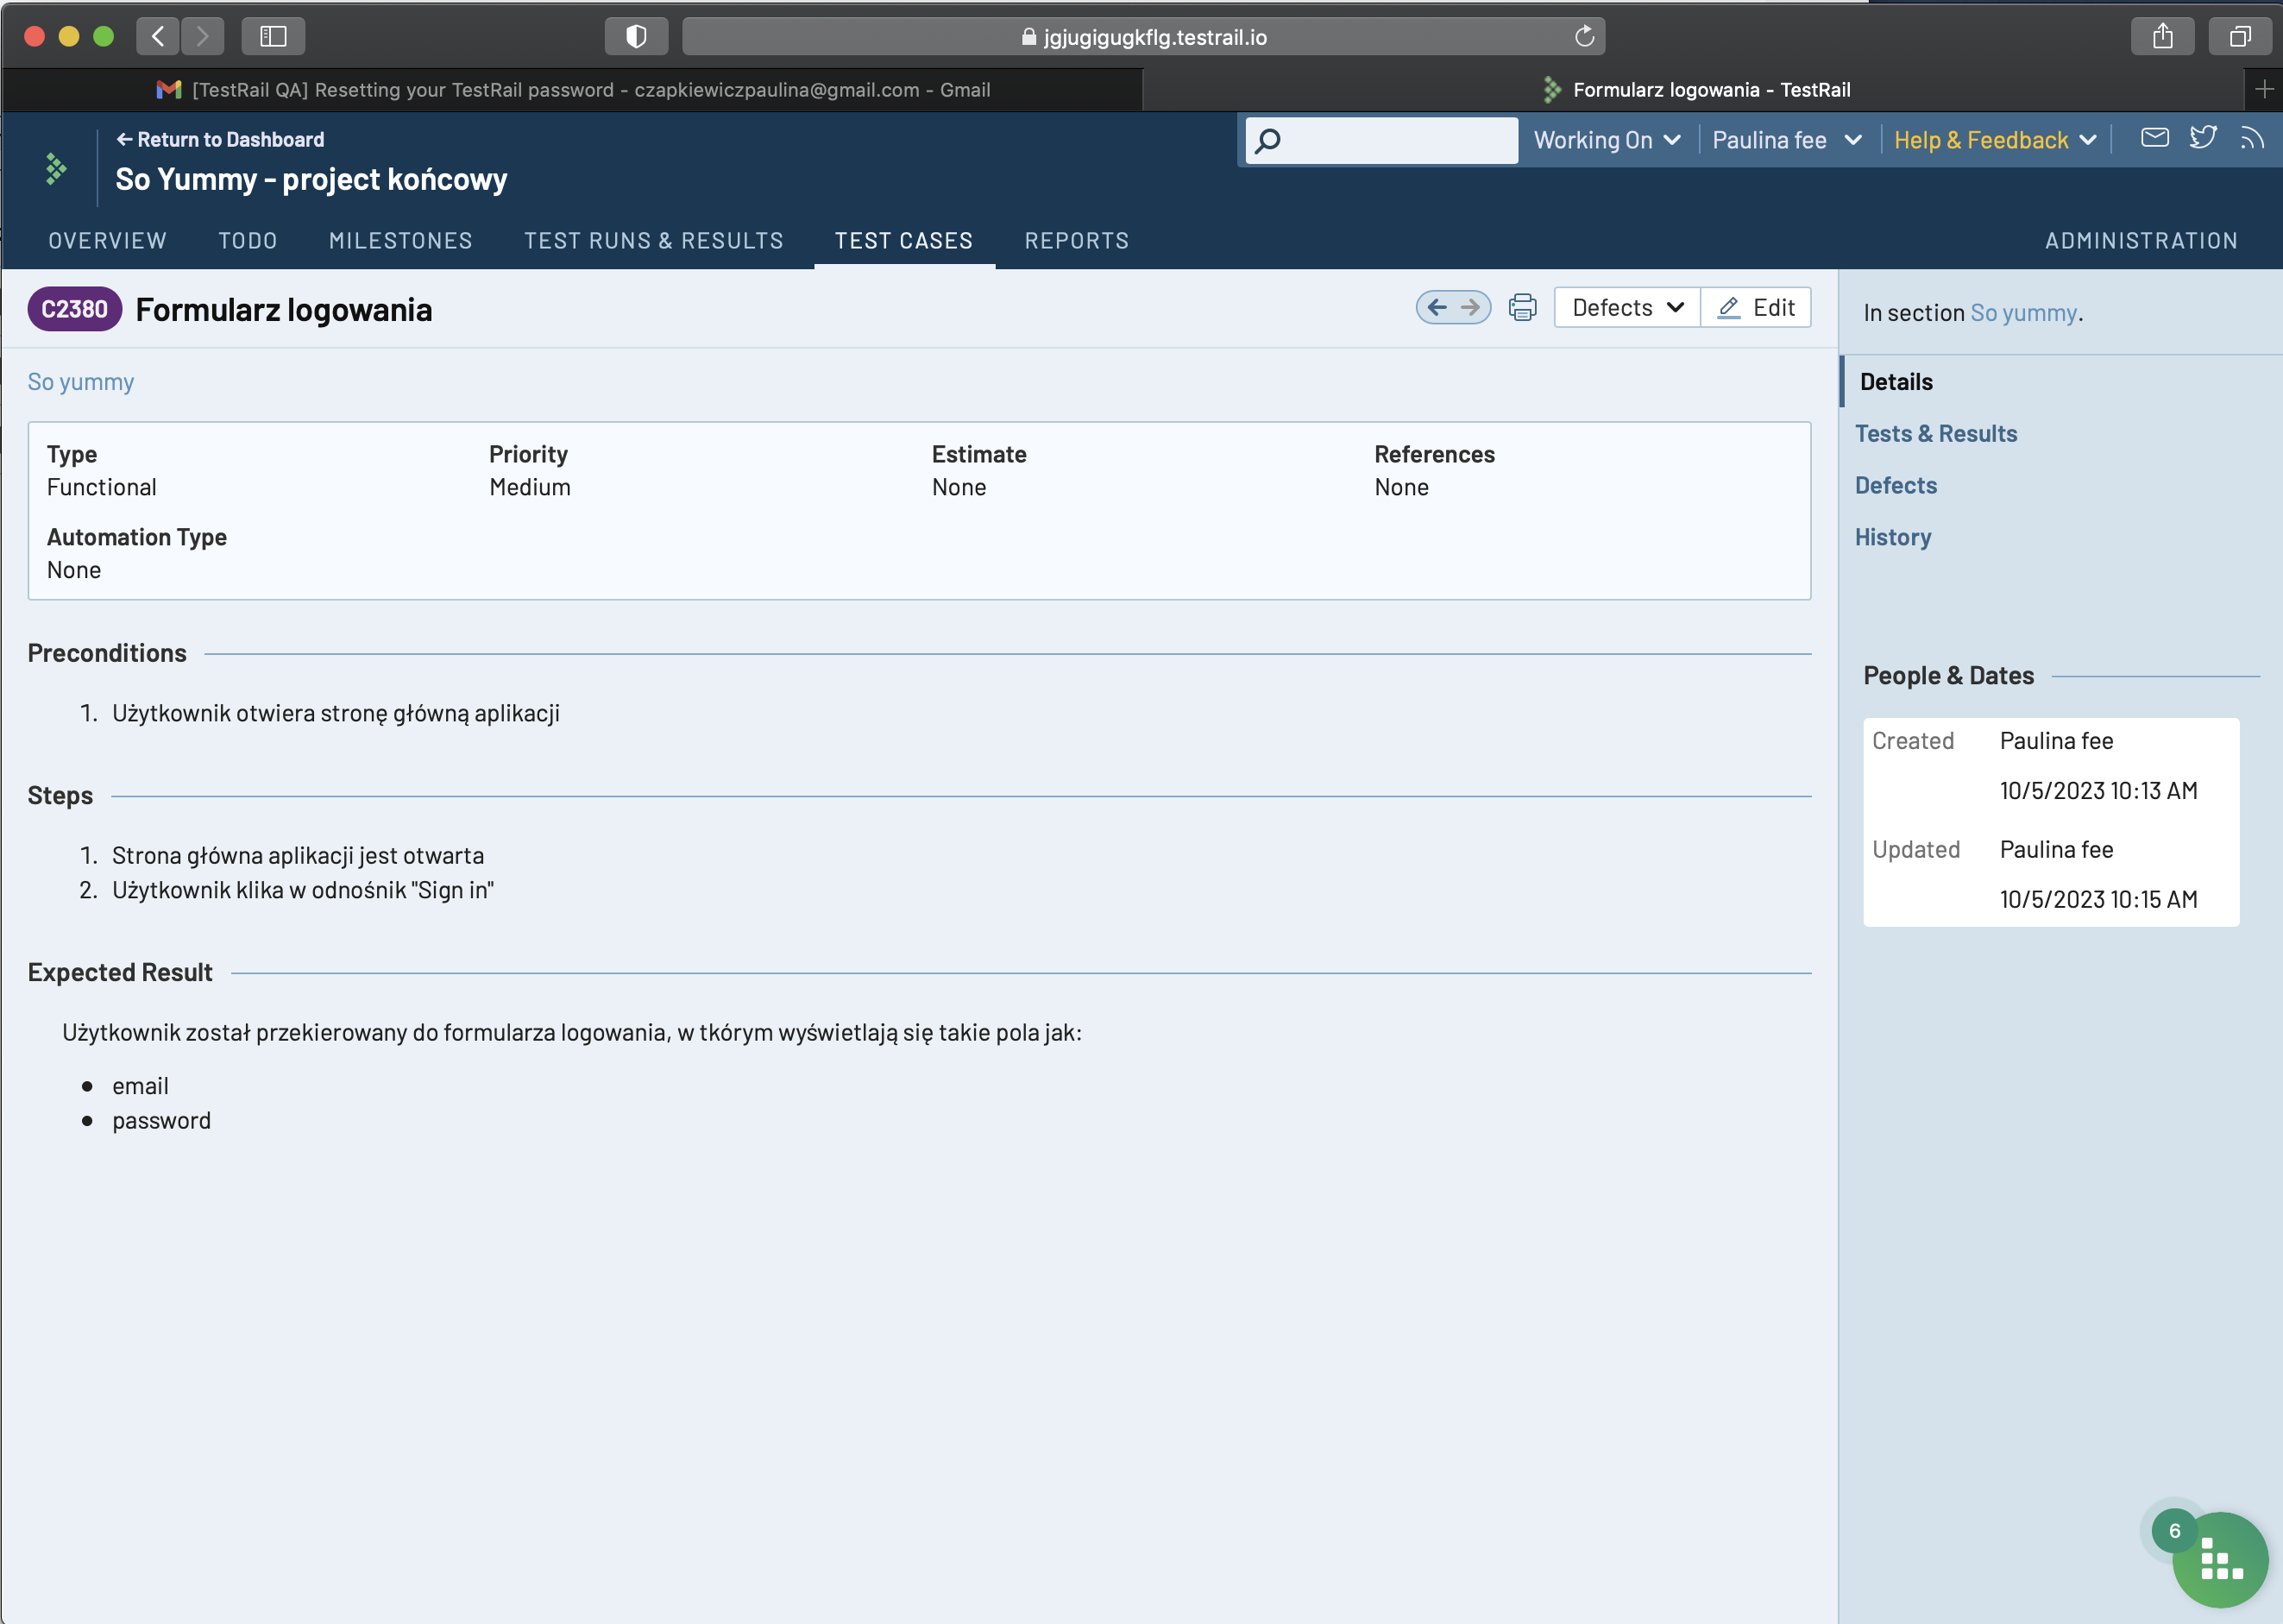 jgjugigugkflg.testrail.io
[TestRail QA] Resetting your TestRail password - czapkiewiczpaulina@gmail.com - Gmail
Formularz logowania - TestRail
Return to Dashboard
So Yummy - project końcowy
Working On
Paulina fee
Help & Feedback
OVERVIEW
TODO
MILESTONES
TEST RUNS & RESULTS
TEST CASES
REPORTS
ADMINISTRATION
C2380
Formularz logowania
Defects
Edit
So yummy
Type
Functional
Priority
Medium
Estimate
None
References
None
Automation Type
None
Preconditions
1. Użytkownik otwiera stronę główną aplikacji
Steps
1. Strona główna aplikacji jest otwarta
2. Użytkownik klika w odnośnik "Sign in"
Expected Result
Użytkownik został przekierowany do formularza logowania, w tkórym wyświetlają się takie pola jak:
email
password
In section So yummy.
Details
Tests & Results
Defects
History
People & Dates
Created Paulina fee
10/5/2023 10:13 AM
Updated Paulina fee
10/5/2023 10:15 AM
6